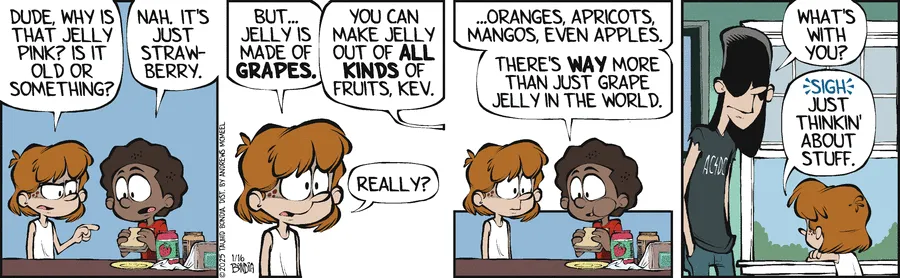 DUDE, WHY IS
THAT JELLY
PINK? IS IT
OLD OR
SOMETHING?
NAH. IT'S
JUST
STRAW-
BERRY.
© 2025 TAUHID BONDIA, DIST. BY ANDREWS MCMEEL
BUT...
JELLY IS
MADE OF
GRAPES.
YOU CAN
MAKE JELLY
OUT OF ALL
KINDS OF
FRUITS, KEV.
REALLY?
1/16
BONDIA
...ORANGES, APRICOTS,
MANGOS, EVEN APPLES.
THERE'S WAY MORE
THAN JUST GRAPE
JELLY IN THE WORLD.
WHAT'S
WITH
YOU?
SIGH
JUST
THINKIN'
ABOUT
STUFF.
AC/DC